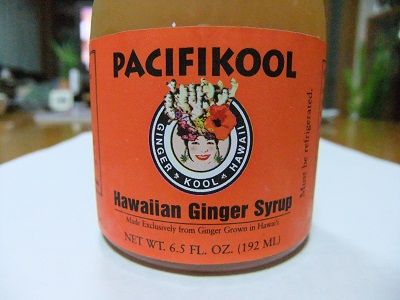 PACIFIKOOL
GINGER KOOL HAWAII
Hawaiian Ginger Syrup
Made Exclusively from Ginger Grown in Hawai'i
NET WT. 6.5 FL. OZ. (192 ML)
Must be refrigerated.